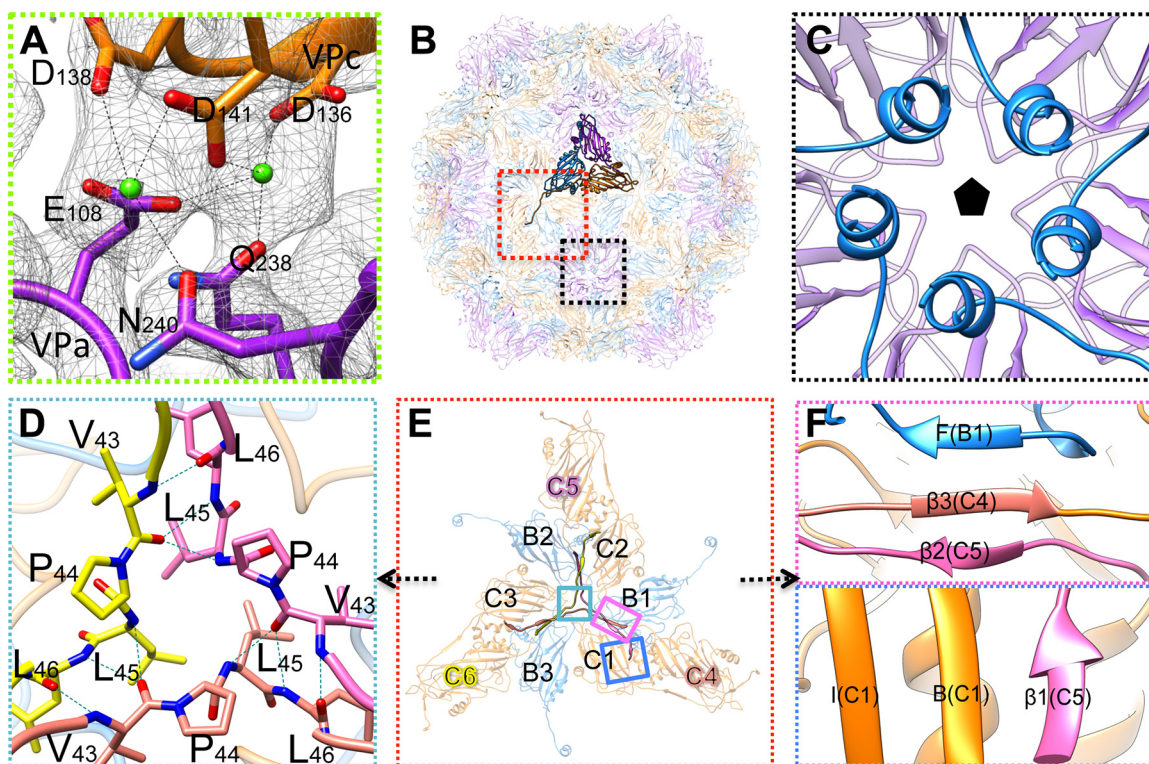 A
D138
VPc
D141
D136
E108
Q238
N240
VPa
B
C
D
V43
L46
L45
P44
P44
V43
L46
L45
L45
V43
P44
L46
E
C5
B2
C2
C3
B1
C1
B3
C6
C4
F
F(B1)
β3(C4)
β2(C5)
I(C1)
B(C1)
β1(C5)